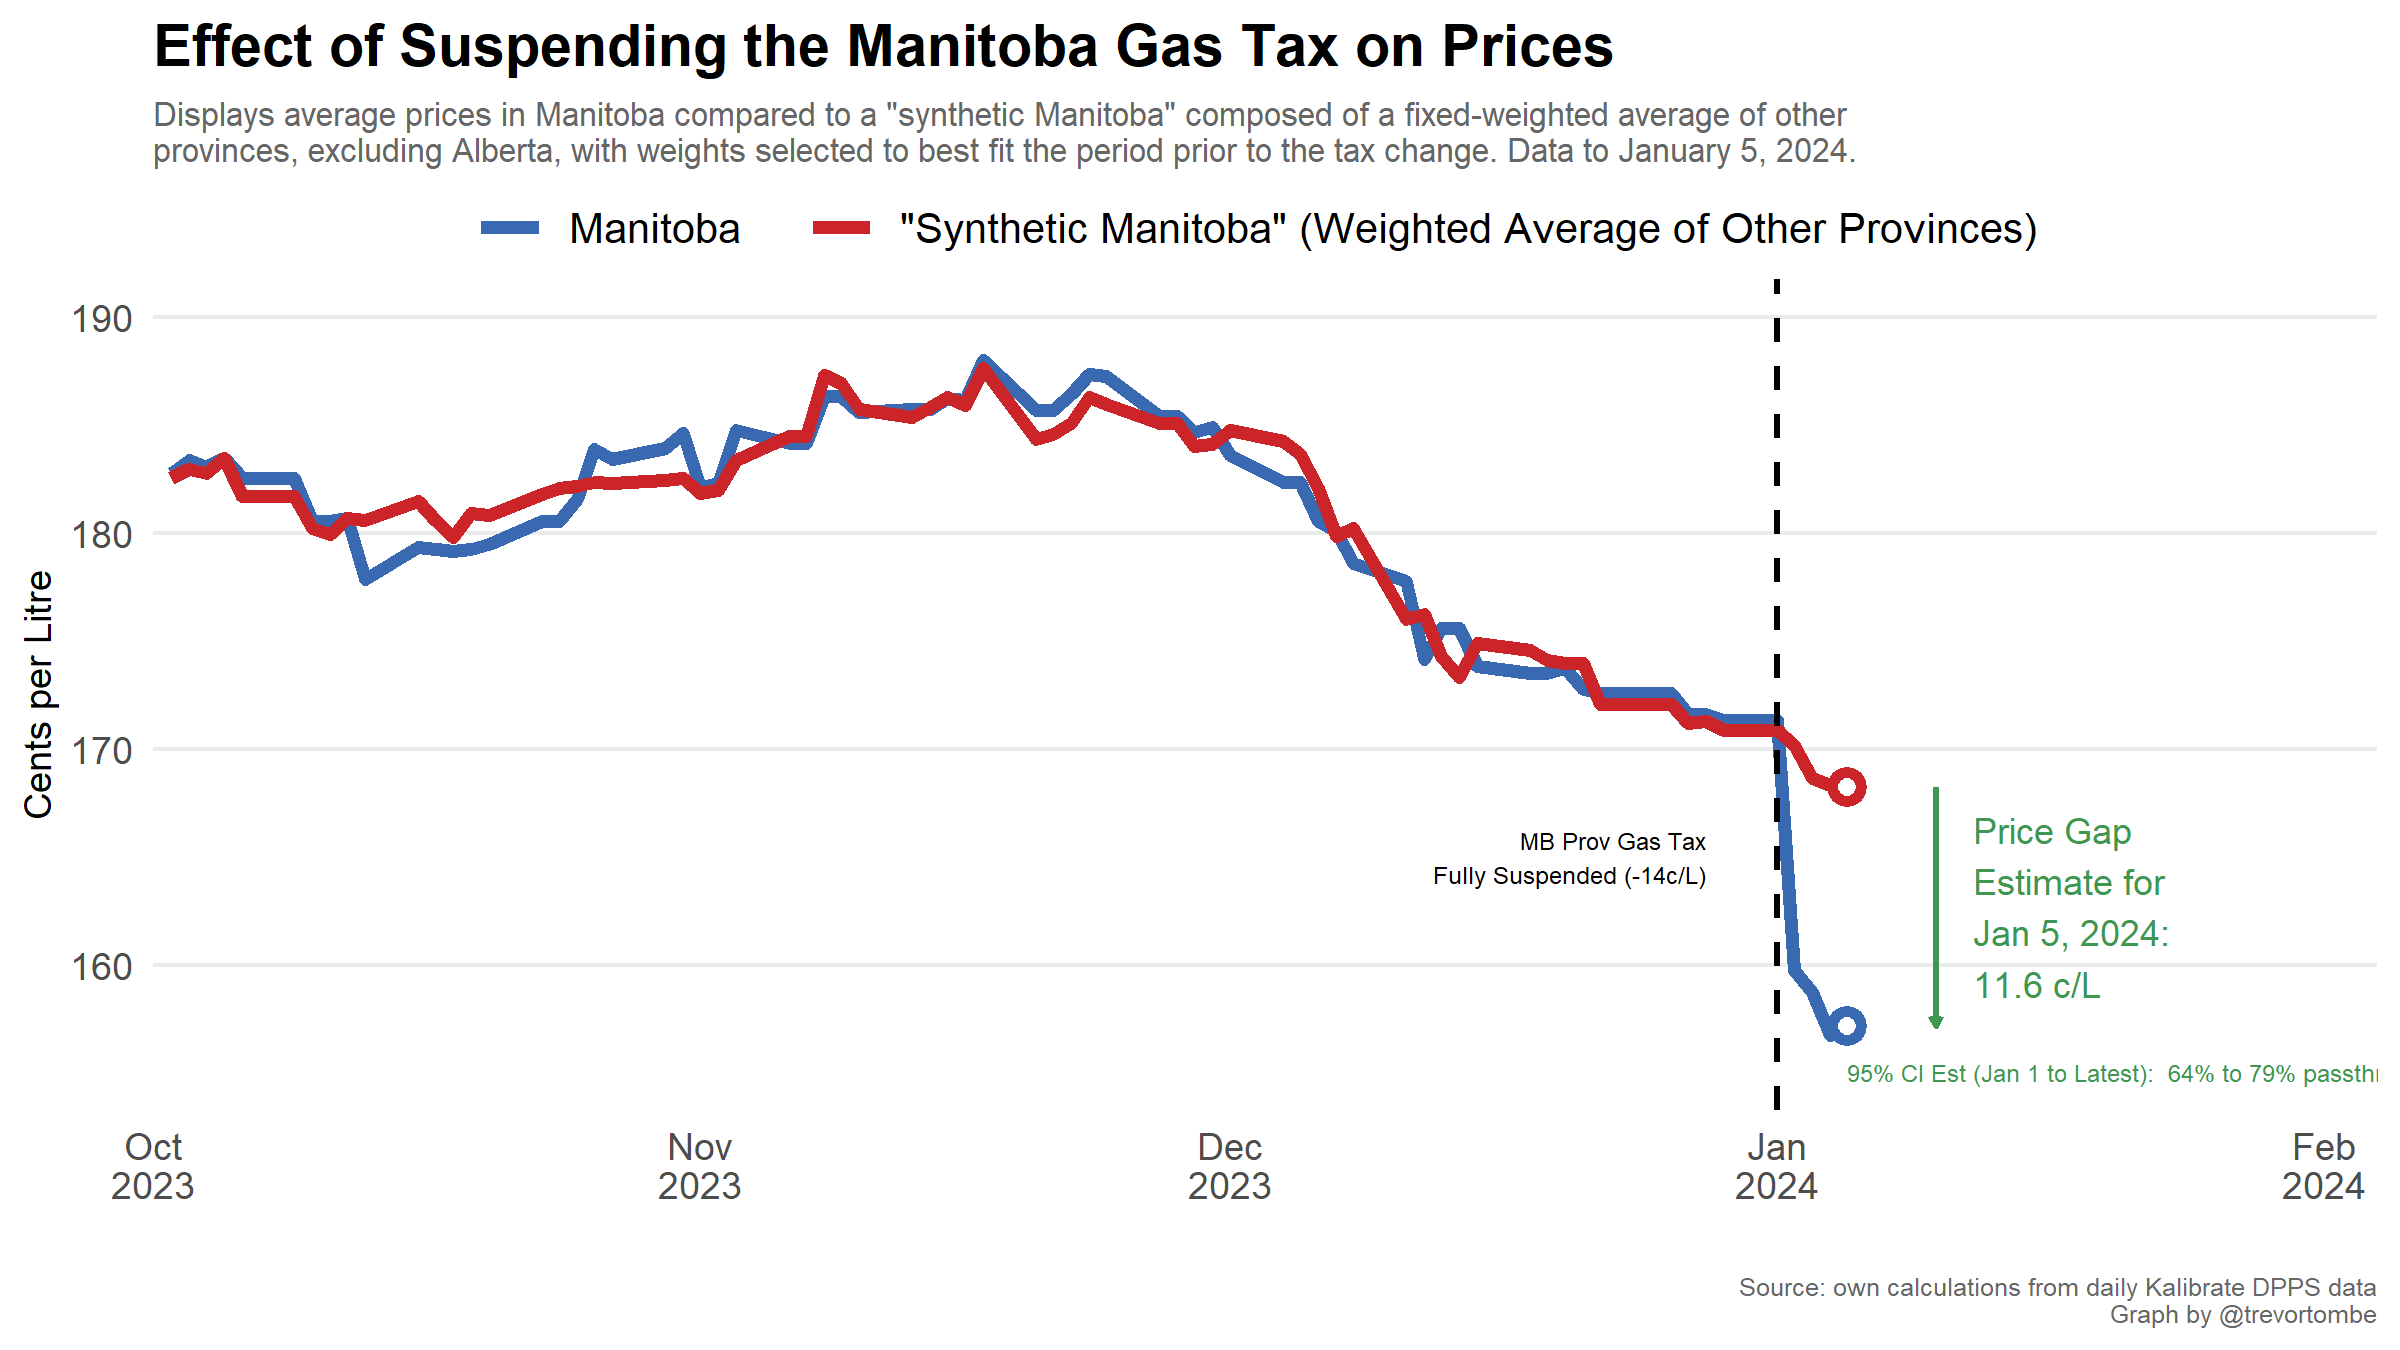 Effect of Suspending the Manitoba Gas Tax on Prices
Displays average prices in Manitoba compared to a "synthetic Manitoba" composed of a fixed-weighted average of other
provinces, excluding Alberta, with weights selected to best fit the period prior to the tax change. Data to January 5, 2024.
Manitoba
"Synthetic Manitoba" (Weighted Average of Other Provinces)
190
180
170
160
Cents per Litre
MB Prov Gas Tax
Fully Suspended (-14c/L)
Price Gap
Estimate for
Jan 5, 2024:
11.6 c/L
95% CI Est (Jan 1 to Latest):  64% to 79%
Oct
2023
Nov
2023
Dec
2023
Jan
2024
Feb
2024
Source: own calculations from daily Kalibrate DPPS data
Graph by @trevortombe